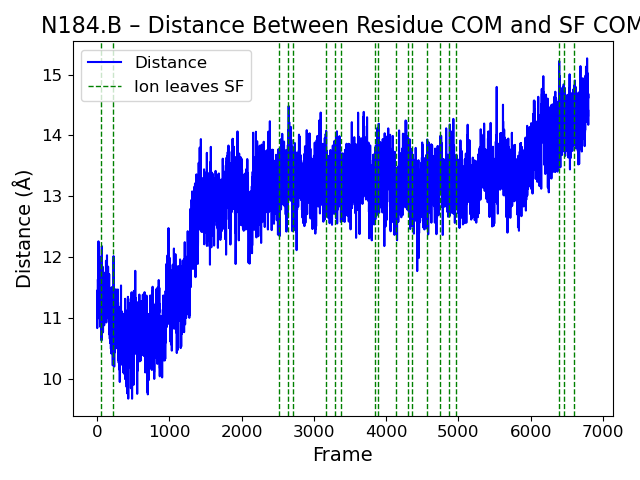 N184.B – Distance Between Residue COM and SF COM
Distance
Ion leaves SF
15
14
13
12
11
10
Distance (Å)
0 1000 2000 3000 4000 5000 6000 7000
Frame